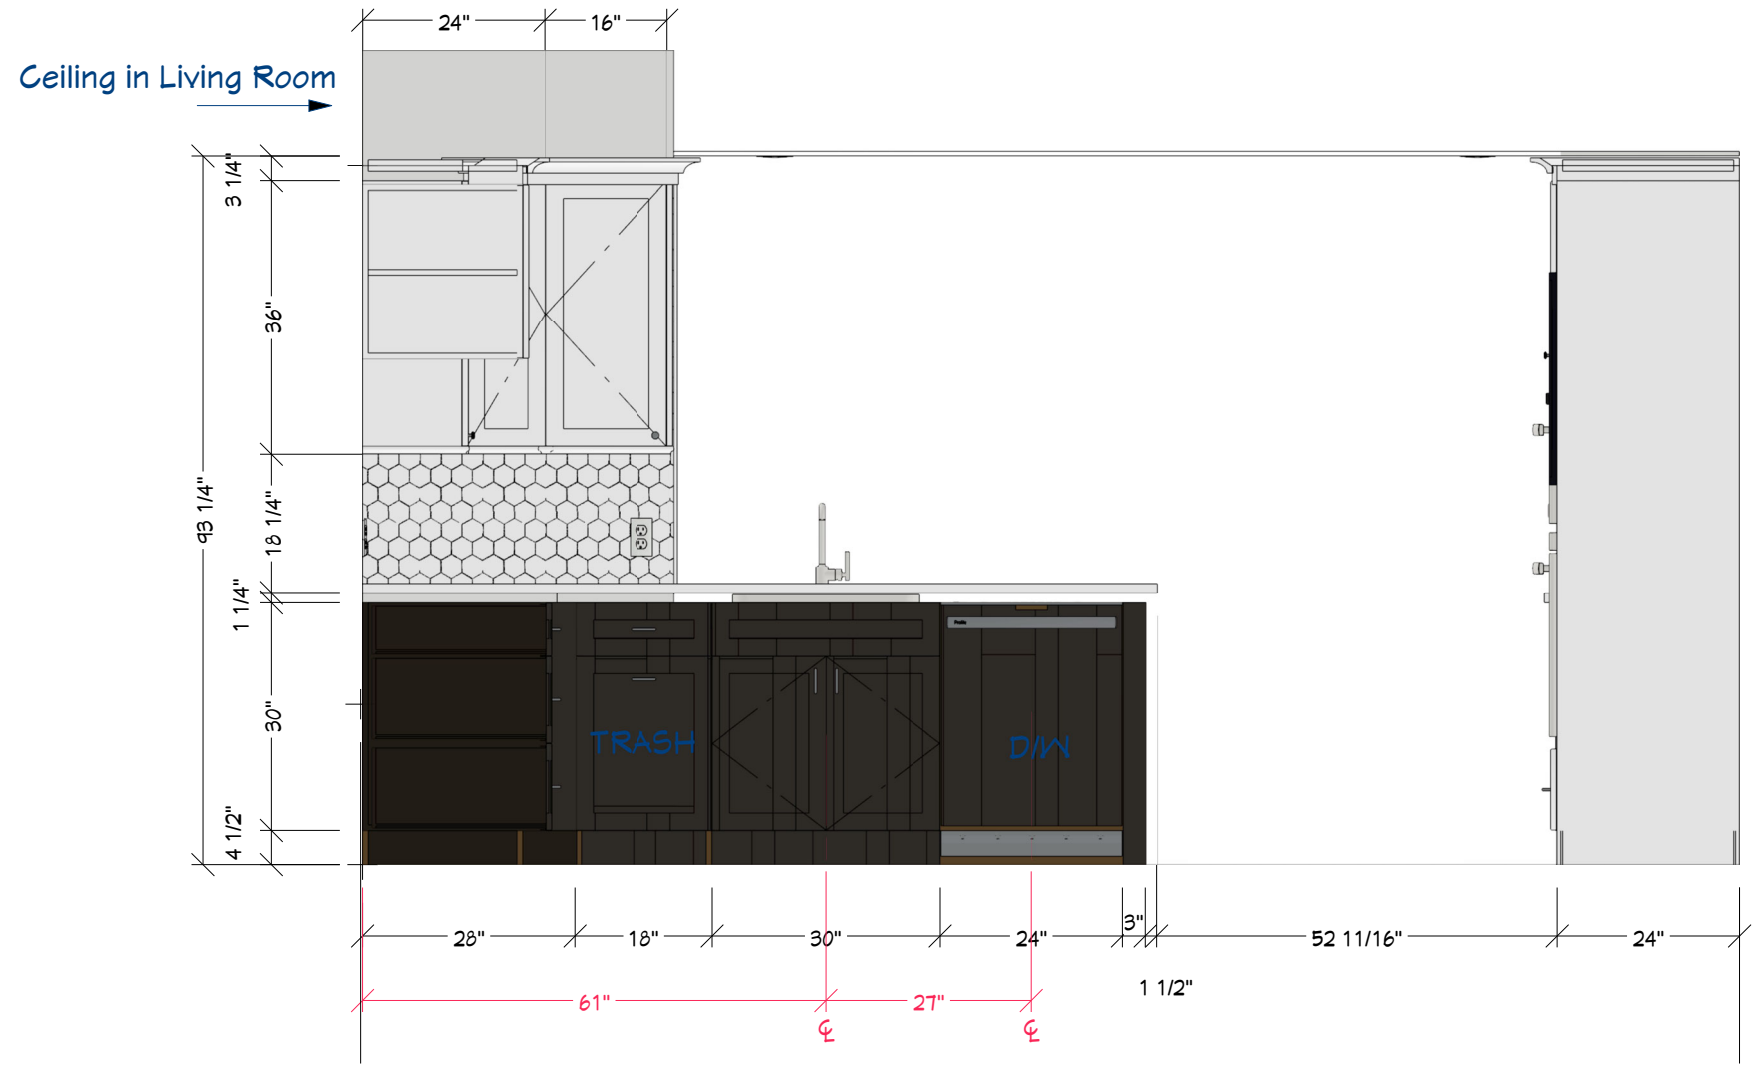 24" 16"
Ceiling in Living Room
3 1/4"
36"
93 1/4"
18 1/4"
1 1/4"
30"
4 1/2"
TRASH
D/W
28" 18" 30" 24" 3" 52 11/16" 24"
1 1/2"
61" 27"
℄ ℄